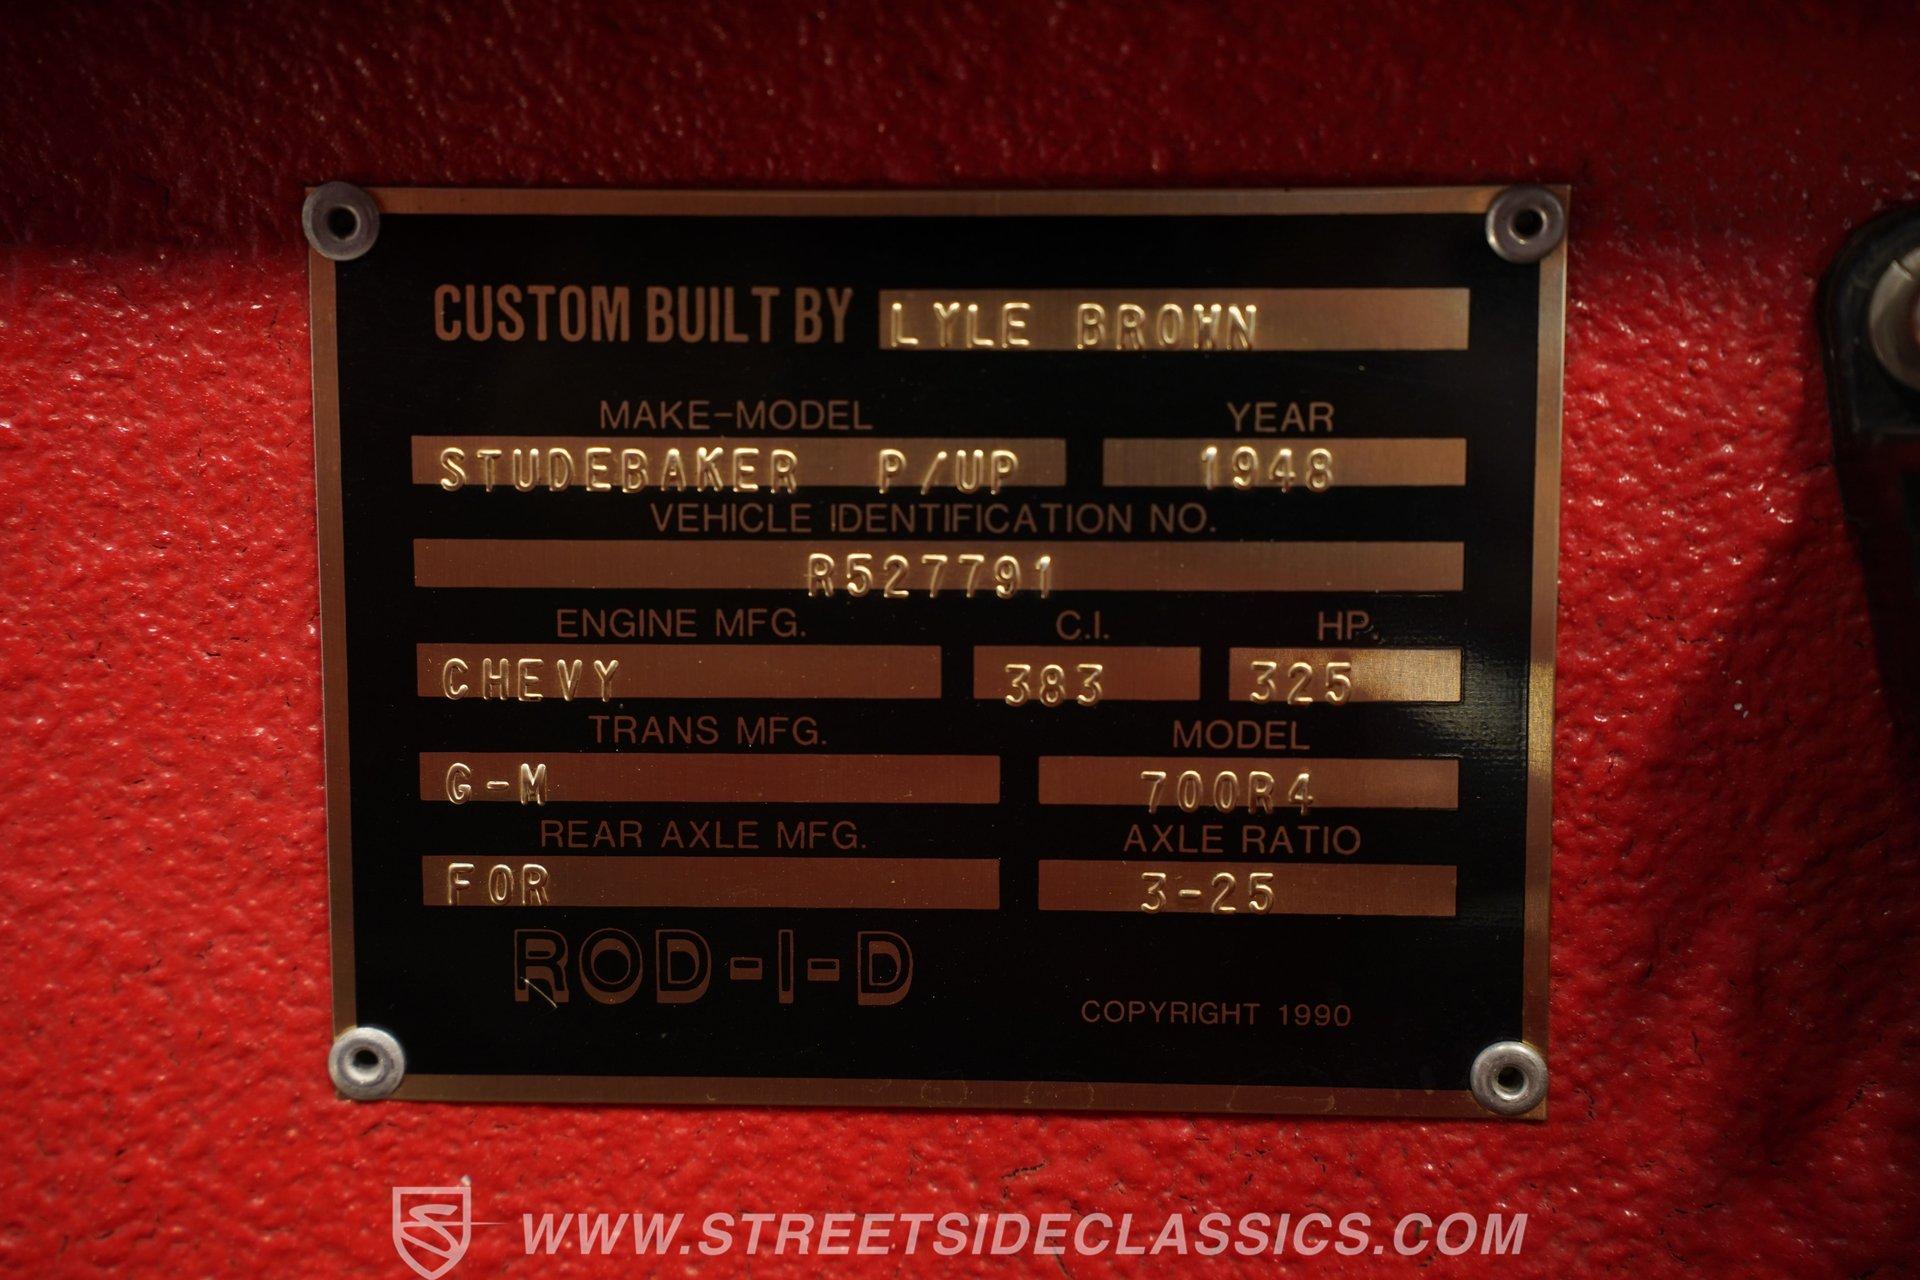 CUSTOM BUILT BY LYLE BROWN
MAKE-MODEL YEAR
STUDEBAKER P/UP 1948
VEHICLE IDENTIFICATION NO.
R527791
ENGINE MFG. C.I. HP.
CHEVY 383 325
TRANS MFG. MODEL
G-M 700R4
REAR AXLE MFG. AXLE RATIO
FOR 3-25
ROD-I-D
COPYRIGHT 1990
WWW.STREETSIDECLASSICS.COM